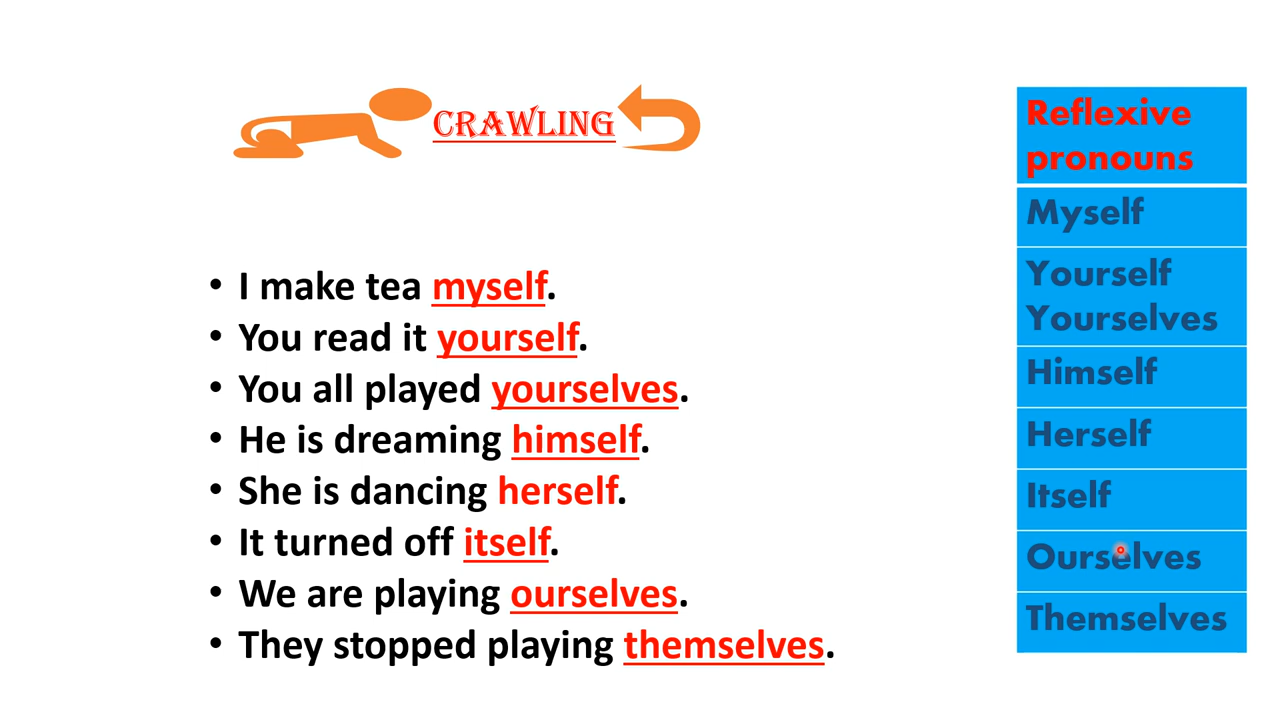 CRAWLING
• I make tea myself.
• You read it yourself.
• You all played yourselves.
• He is dreaming himself.
• She is dancing herself.
• It turned off itself.
• We are playing ourselves.
• They stopped playing themselves.
Reflexive
pronouns
Myself
Yourself
Yourselves
Himself
Herself
Itself
Ourselves
Themselves